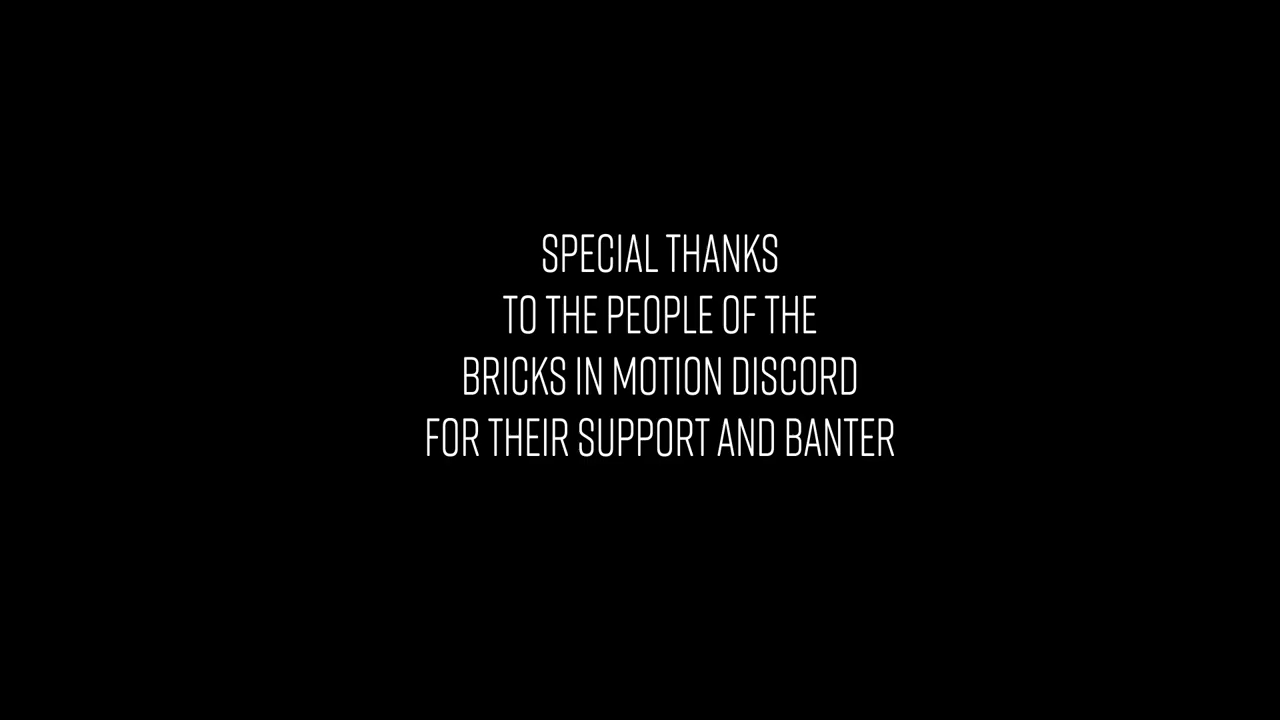 SPECIAL THANKS
TO THE PEOPLE OF THE
BRICKS IN MOTION DISCORD
FOR THEIR SUPPORT AND BANTER